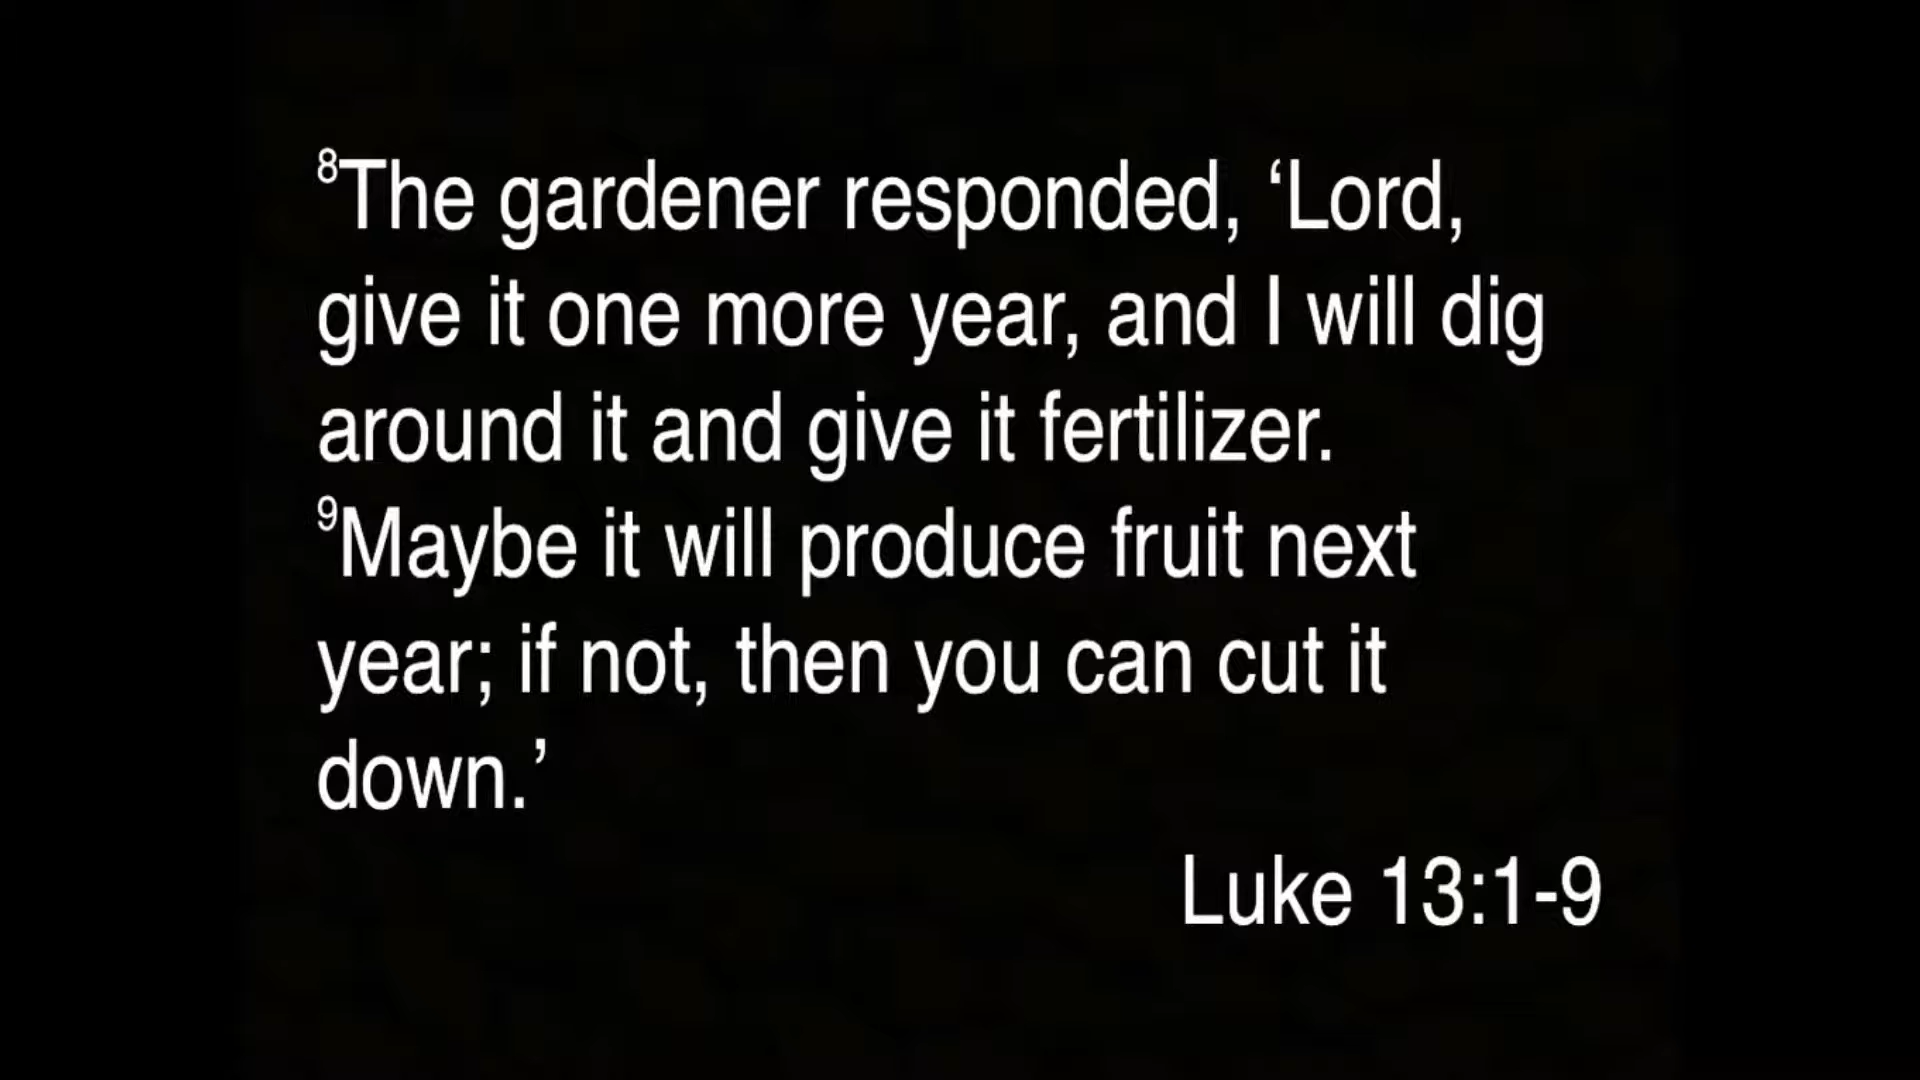 ⁸The gardener responded, ‘Lord,
give it one more year, and I will dig
around it and give it fertilizer.
⁹Maybe it will produce fruit next
year; if not, then you can cut it
down.’
Luke 13:1-9